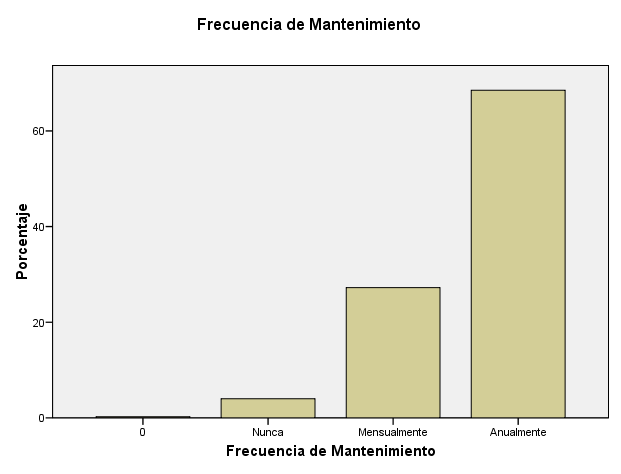 Frecuencia de Mantenimiento
Porcentaje
60
40
20
0
0 Nunca Mensualmente Anualmente
Frecuencia de Mantenimiento